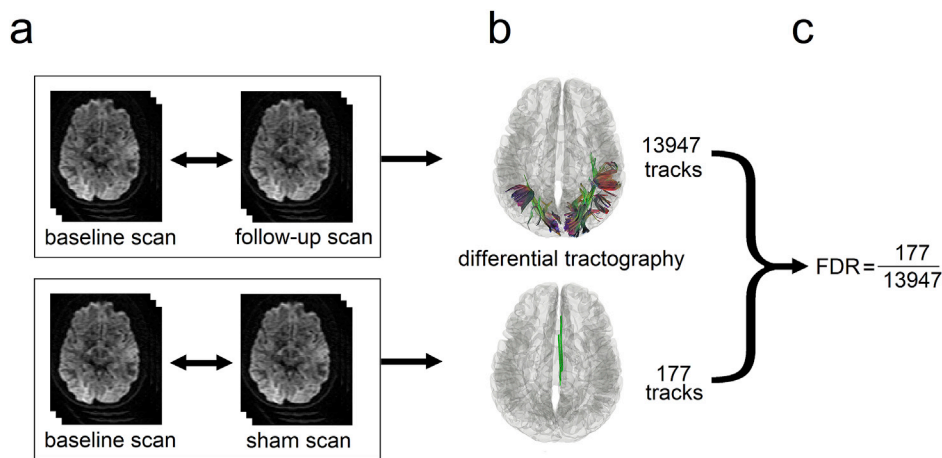 a
b
c
baseline scan
follow-up scan
13947
tracks
differential tractography
FDR = 177
13947
baseline scan
sham scan
177
tracks